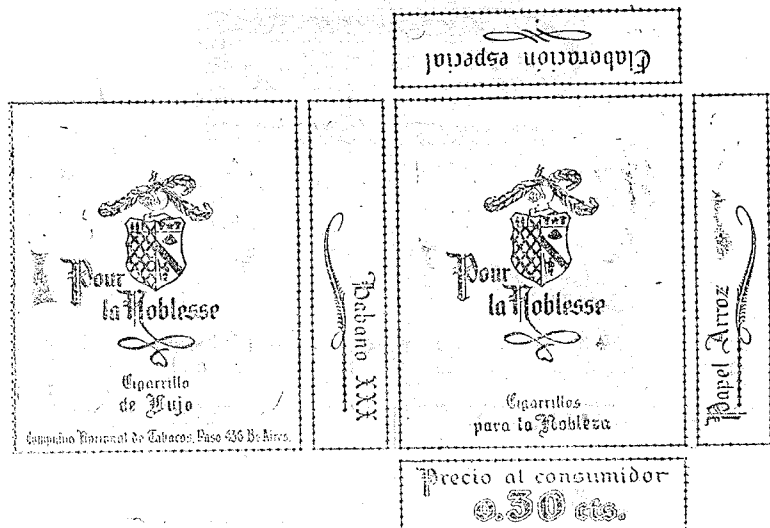 Elaboración especial
Pour
la Noblesse
Cigarrillo
de Lujo
Compañia Nacional de Tabacos, Paso 436 Bs. Aires.
Habano XXX
Pour
la Noblesse
Cigarrillos
para la Nobleza
Papel Arroz
Precio al consumidor
0.30 cts.